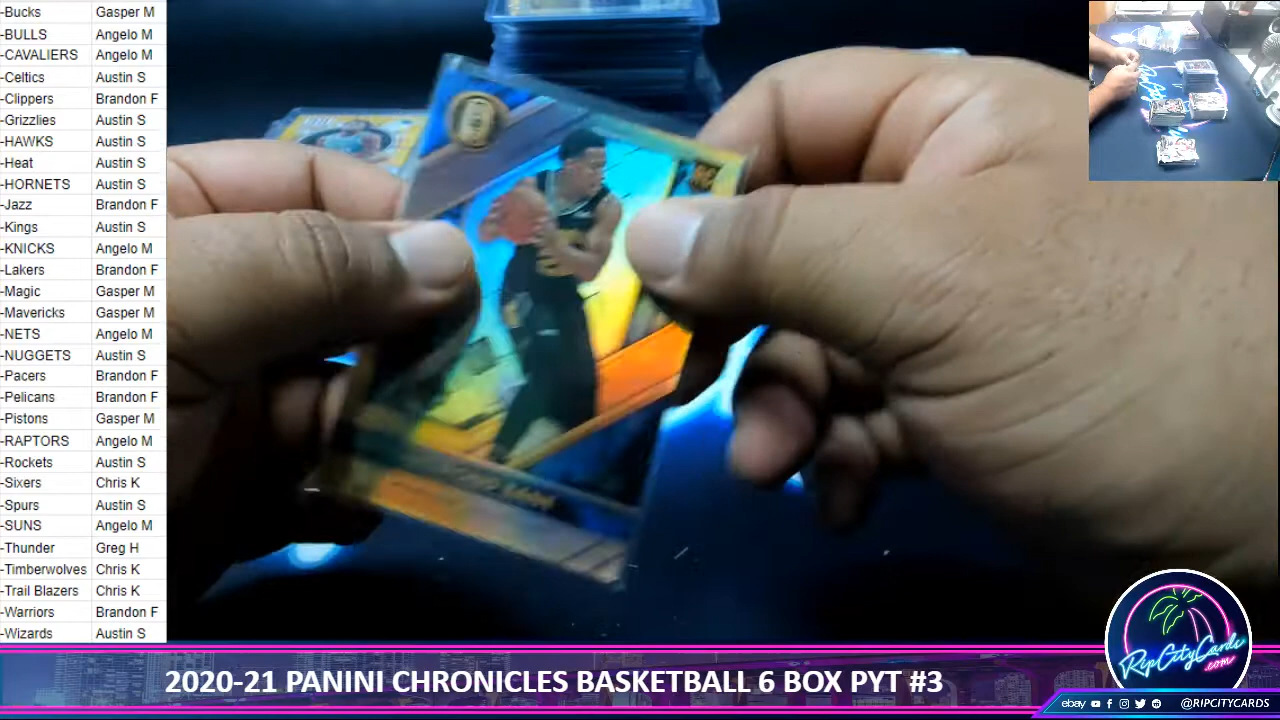 -Bucks Gasper M
-BULLS Angelo M
-CAVALIERS Angelo M
-Celtics Austin S
-Clippers Brandon F
-Grizzlies Austin S
-HAWKS Austin S
-Heat Austin S
-HORNETS Austin S
-Jazz Brandon F
-Kings Austin S
-KNICKS Angelo M
-Lakers Brandon F
-Magic Gasper M
-Mavericks Gasper M
-NETS Angelo M
-NUGGETS Austin S
-Pacers Brandon F
-Pelicans Brandon F
-Pistons Gasper M
-RAPTORS Angelo M
-Rockets Austin S
-Sixers Chris K
-Spurs Austin S
-SUNS Angelo M
-Thunder Greg H
-Timberwolves Chris K
-Trail Blazers Chris K
-Warriors Brandon F
-Wizards Austin S
RipCityCards
.com
2020-21 PANINI CHRONICLES BASKETBALL 6 BOX PYT #3
ebay @RIPCITYCARDS